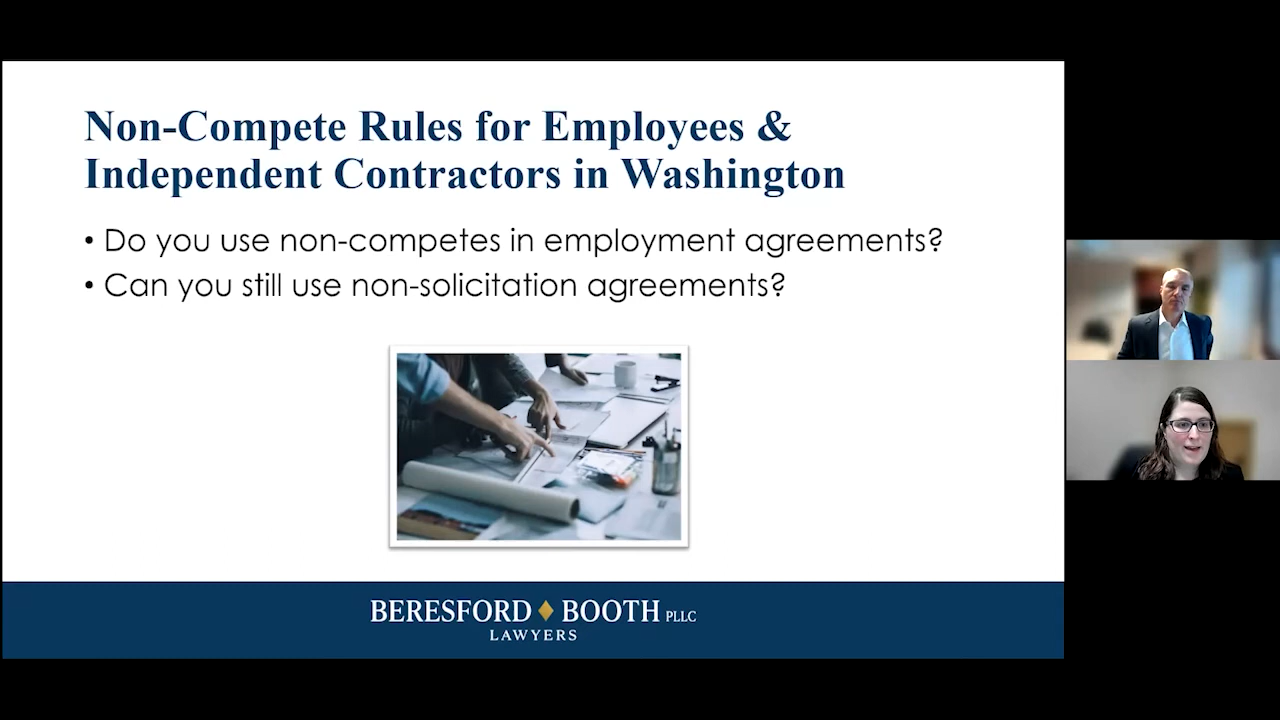 Non-Compete Rules for Employees &
Independent Contractors in Washington
• Do you use non-competes in employment agreements?
• Can you still use non-solicitation agreements?
BERESFORD BOOTH PLLC
LAWYERS